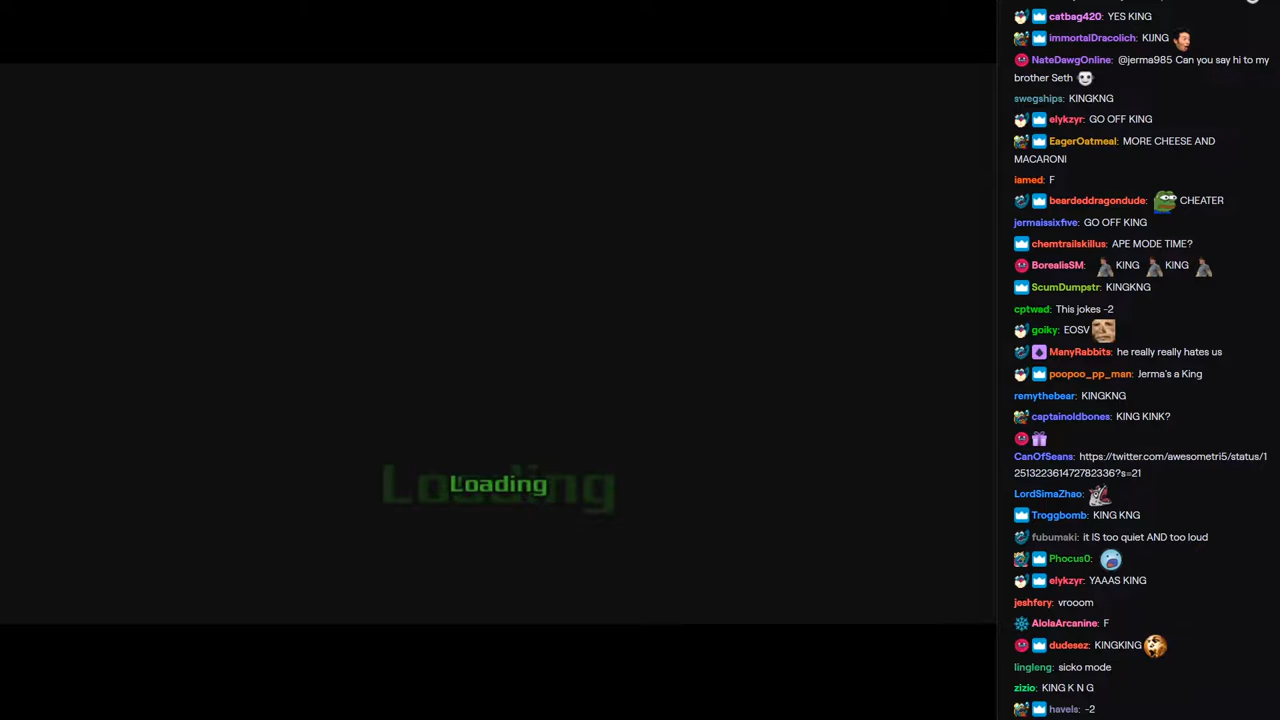 Loading
catbag420: YES KING
immortalDracolich: KIJNG
NateDawgOnline: @jerma985 Can you say hi to my
brother Seth
swegships: KINGKNG
elykzyr: GO OFF KING
EagerOatmeal: MORE CHEESE AND
MACARONI
iamed: F
beardeddragondude: CHEATER
jermaissixfive: GO OFF KING
chemtrailskillus: APE MODE TIME?
BorealisSM: KING KING
ScumDumpstr: KINGKNG
cptwad: This jokes -2
goiky: EOSV
ManyRabbits: he really really hates us
poopoo_pp_man: Jerma's a King
remythebear: KINGKNG
captainoldbones: KING KINK?
CanOfSeans: https://twitter.com/awesometri5/status/1
251322361472782336?s=21
LordSimaZhao:
Troggbomb: KING KNG
fubumaki: it IS too quiet AND too loud
Phocus0:
elykzyr: YAAAS KING
jeshfery: vrooom
AlolaArcanine: F
dudesez: KINGKING
lingleng: sicko mode
zizio: KING K N G
havels: -2